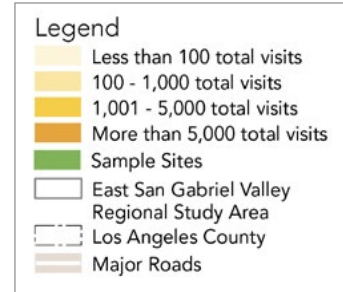 Legend
Less than 100 total visits
100 - 1,000 total visits
1,001 - 5,000 total visits
More than 5,000 total visits
Sample Sites
East San Gabriel Valley
Regional Study Area
Los Angeles County
Major Roads